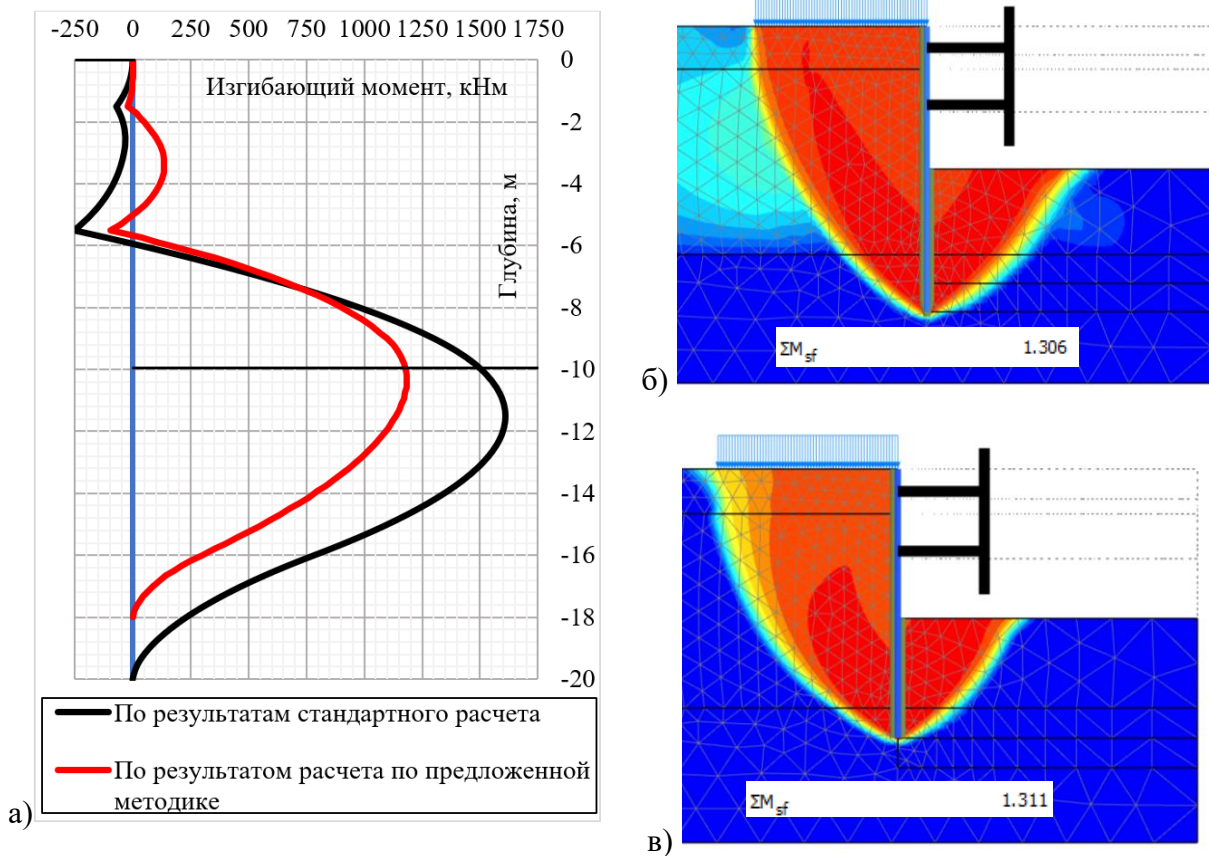 -250 0 250 500 750 1000 1250 1500 1750
Изгибающий момент, кНм
Глубина, м
0
-2
-4
-6
-8
-10
-12
-14
-16
-18
-20
По результатам стандартного расчета
По результатом расчета по предложенной
методике
а)
ΣMsf 1.306
б)
ΣMsf 1.311
в)